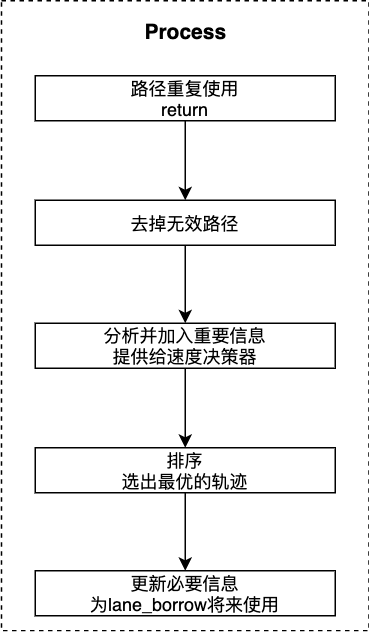 Process
路径重复使用
return
去掉无效路径
分析并加入重要信息
提供给速度决策器
排序
选出最优的轨迹
更新必要信息
为lane_borrow将来使用